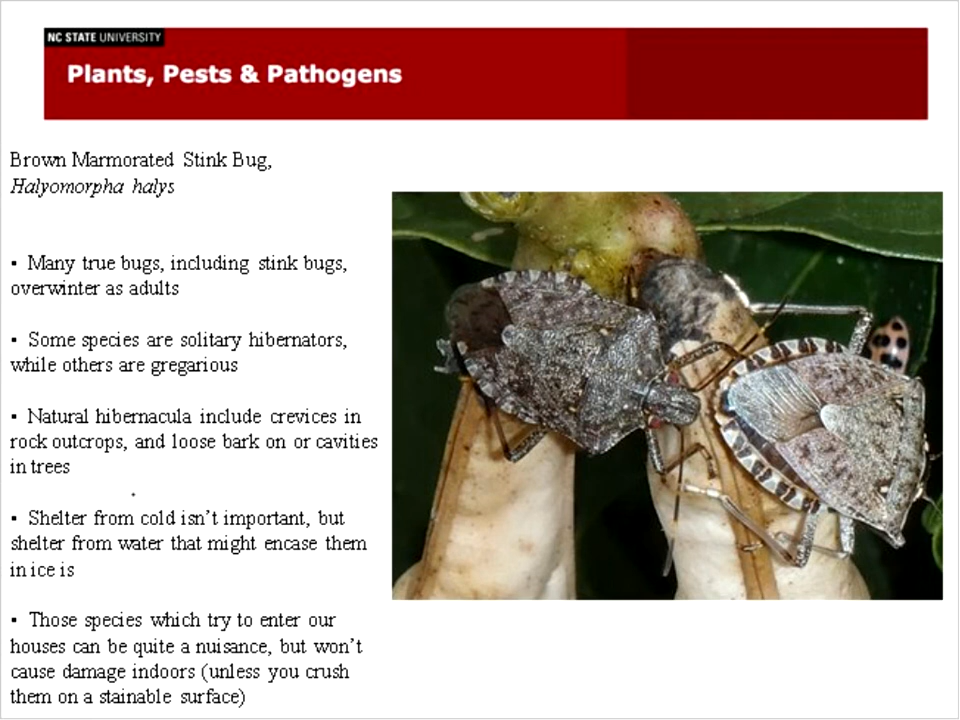 NC STATE UNIVERSITY
Plants, Pests & Pathogens
Brown Marmorated Stink Bug,
Halyomorpha halys
▪ Many true bugs, including stink bugs,
overwinter as adults
▪ Some species are solitary hibernators,
while others are gregarious
▪ Natural hibernacula include crevices in
rock outcrops, and loose bark on or cavities
in trees
▪ Shelter from cold isn’t important, but
shelter from water that might encase them
in ice is
▪ Those species which try to enter our
houses can be quite a nuisance, but won’t
cause damage indoors (unless you crush
them on a stainable surface)